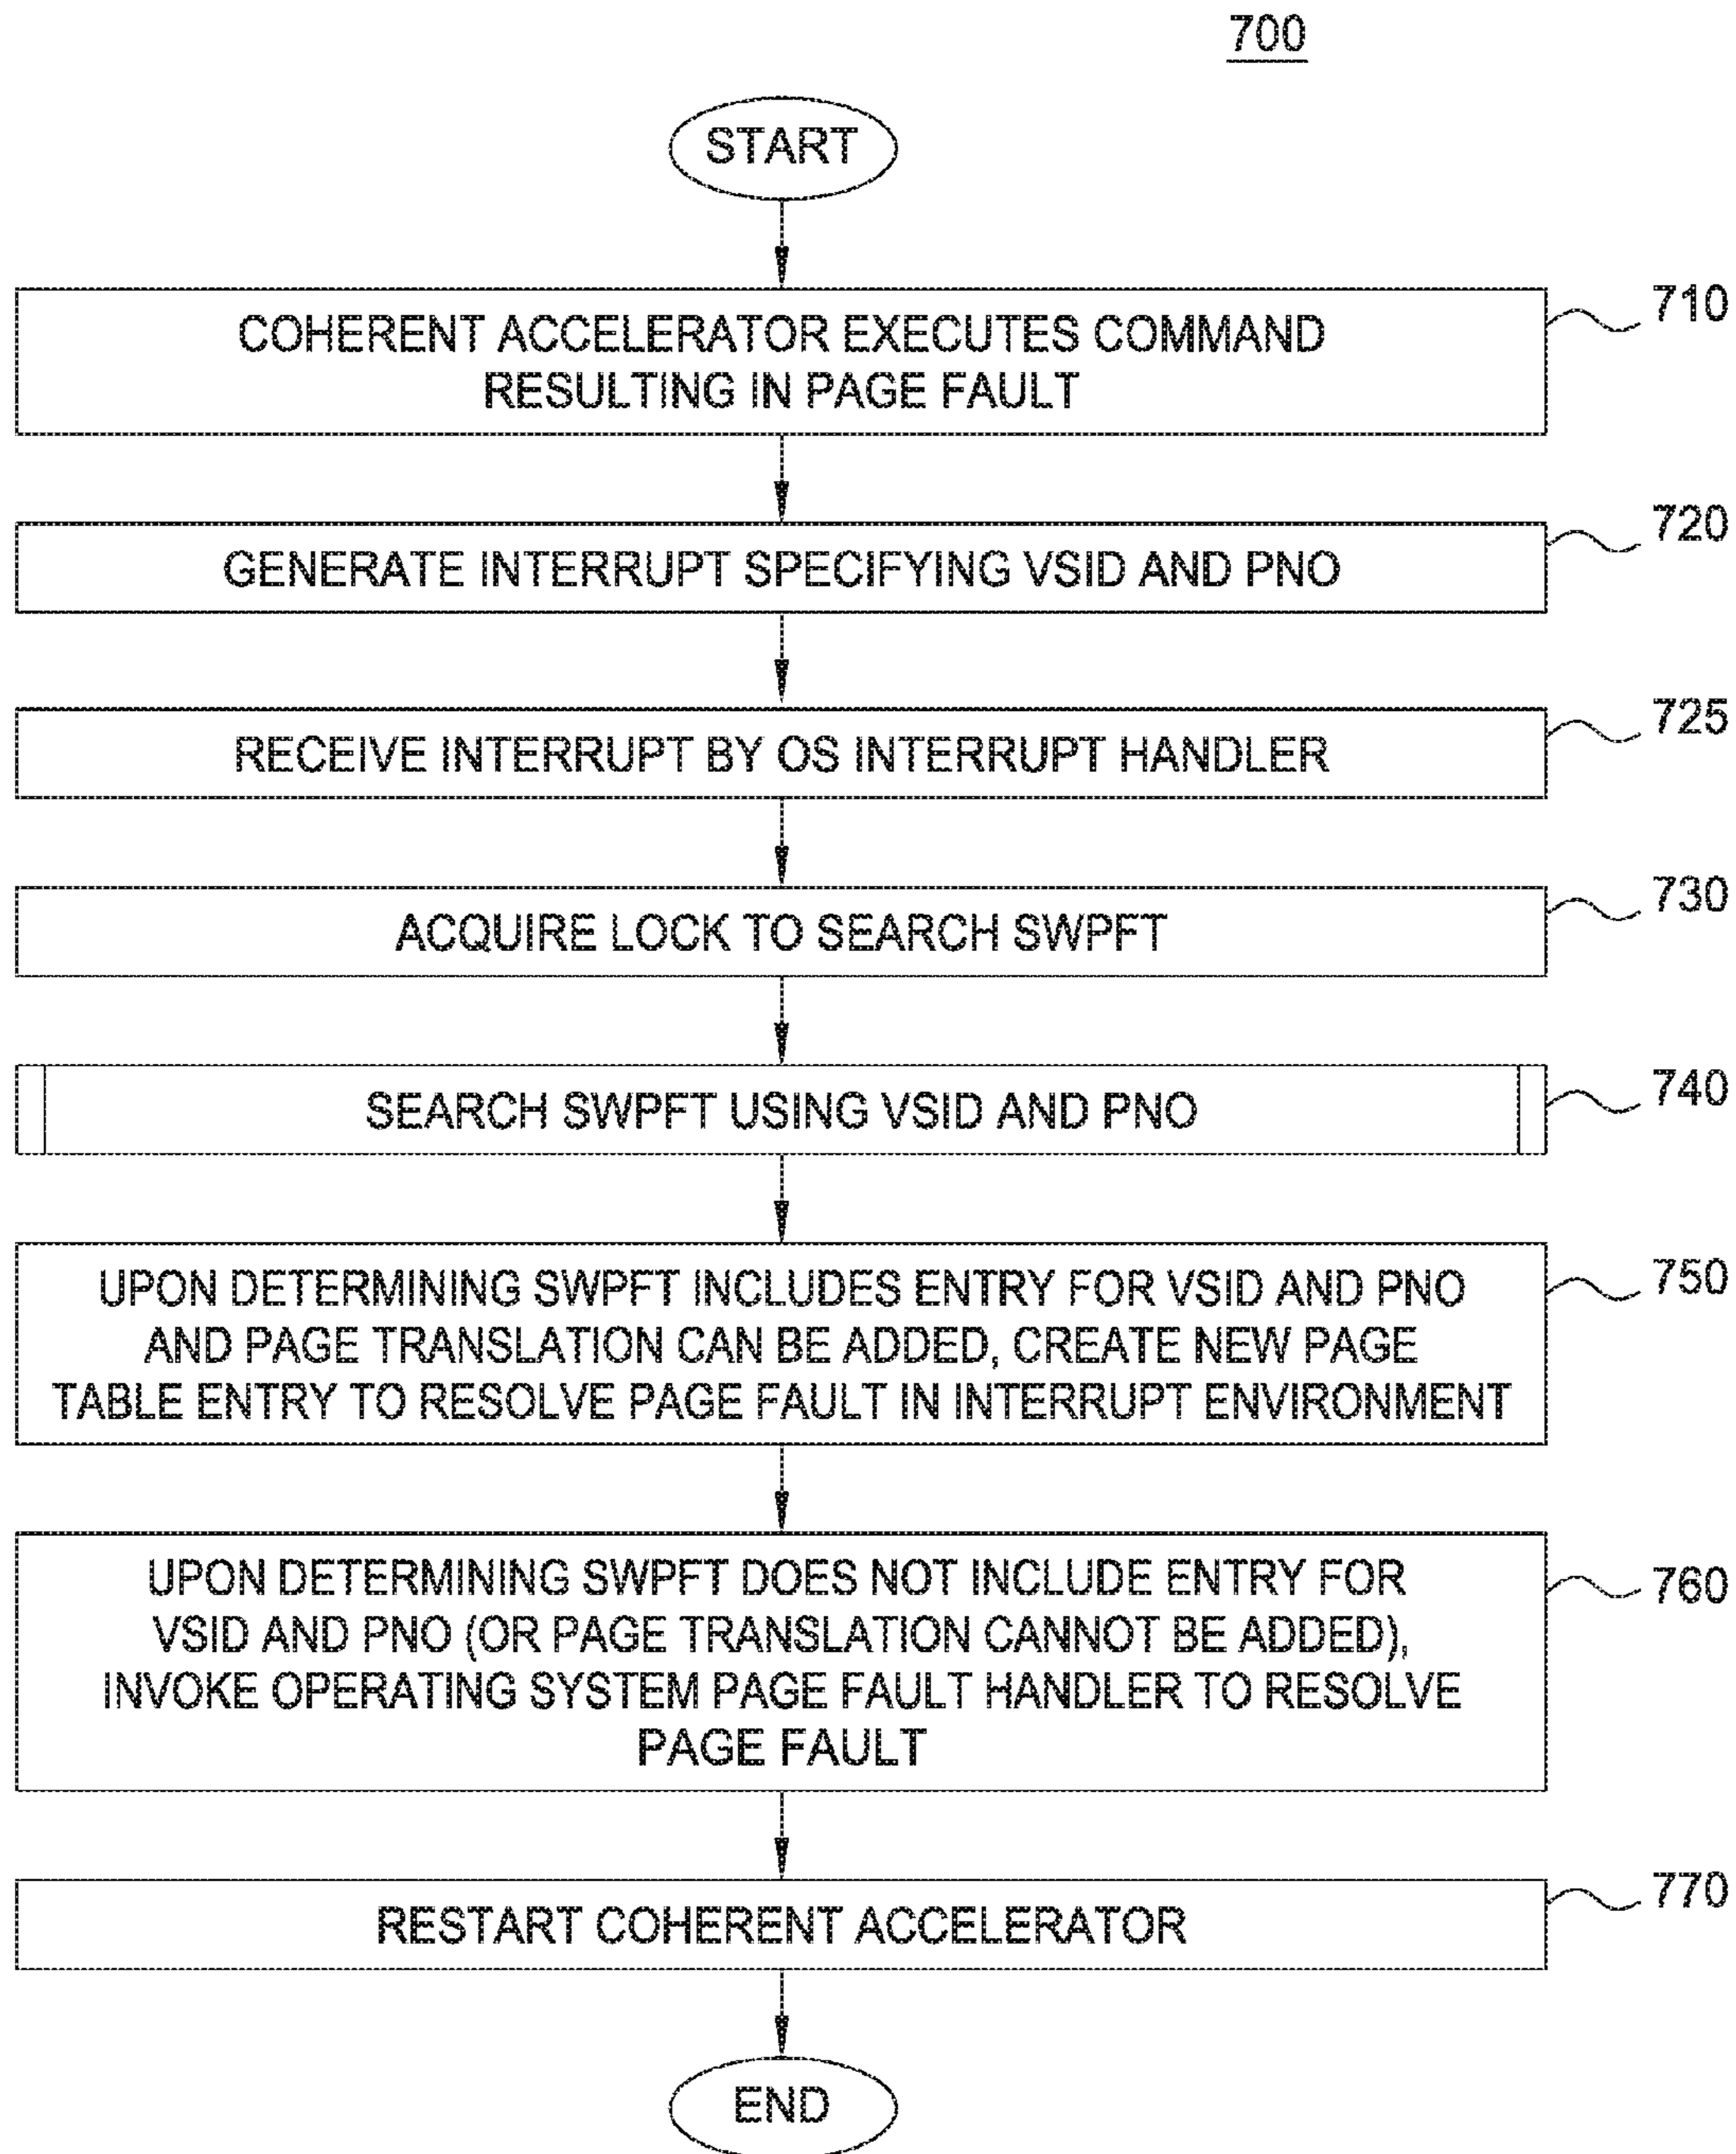 700
START
COHERENT ACCELERATOR EXECUTES COMMAND
RESULTING IN PAGE FAULT
710
GENERATE INTERRUPT SPECIFYING VSID AND PNO
720
RECEIVE INTERRUPT BY OS INTERRUPT HANDLER
725
ACQUIRE LOCK TO SEARCH SWPFT
730
SEARCH SWPFT USING VSID AND PNO
740
UPON DETERMINING SWPFT INCLUDES ENTRY FOR VSID AND PNO
AND PAGE TRANSLATION CAN BE ADDED, CREATE NEW PAGE
TABLE ENTRY TO RESOLVE PAGE FAULT IN INTERRUPT ENVIRONMENT
750
UPON DETERMINING SWPFT DOES NOT INCLUDE ENTRY FOR
VSID AND PNO (OR PAGE TRANSLATION CANNOT BE ADDED),
INVOKE OPERATING SYSTEM PAGE FAULT HANDLER TO RESOLVE
PAGE FAULT
760
RESTART COHERENT ACCELERATOR
770
END